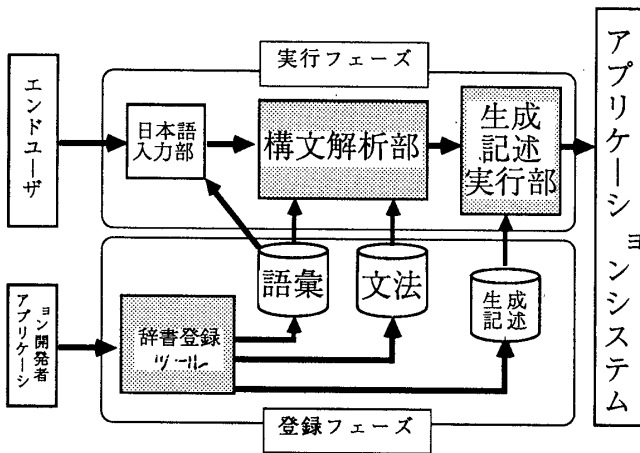 実行フェーズ
エンドユーザ
日本語
入力部
構文解析部
生成
記述
実行部
アプリケーションシステム
語彙
文法
生成
記述
アプリケーシ
ョン開発者
辞書登録
ツール
登録フェーズ